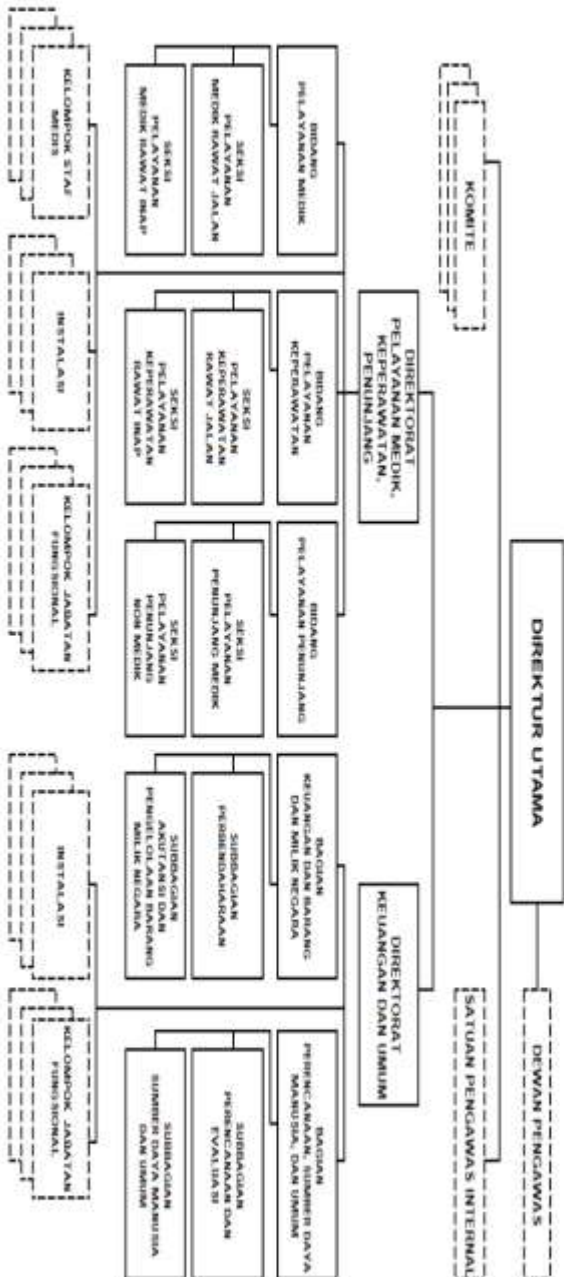 DIREKTUR UTAMA
DEWAN PENGAWAS
KOMITE
SATUAN PENGAWAS INTERNAL
DIREKTORAT
PELAYANAN MEDIK,
KEPERAWATAN,
PENUNJANG
DIREKTORAT
KEUANGAN DAN UMUM
BIDANG
PELAYANAN MEDIK
BIDANG
PELAYANAN
KEPERAWATAN
BIDANG
PELAYANAN PENUNJANG
BAGIAN
KEUANGAN DAN BARANG
DAN MILIK NEGARA
BAGIAN
PERENCANAAN, SUMBER DAYA
MANUSIA, DAN UMUM
SEKSI
PELAYANAN
MEDIK RAWAT JALAN
SEKSI
PELAYANAN
KEPERAWATAN
RAWAT JALAN
SEKSI
PELAYANAN
PENUNJANG MEDIK
SUBBAGIAN
PERBENDAHARAAN
SUBBAGIAN
PERENCANAAN DAN
EVALUASI
SEKSI
PELAYANAN
MEDIK RAWAT INAP
SEKSI
PELAYANAN
KEPERAWATAN
RAWAT INAP
SEKSI
PELAYANAN
PENUNJANG
NON MEDIK
SUBBAGIAN
AKUTANSI DAN
PENGELOLAAN BARANG
MILIK NEGARA
SUBBAGIAN
SUMBER DAYA MANUSIA
DAN UMUM
KELOMPOK STAF
MEDIS
INSTALASI
KELOMPOK JABATAN
FUNGSIONAL
INSTALASI
KELOMPOK JABATAN
FUNGSIONAL